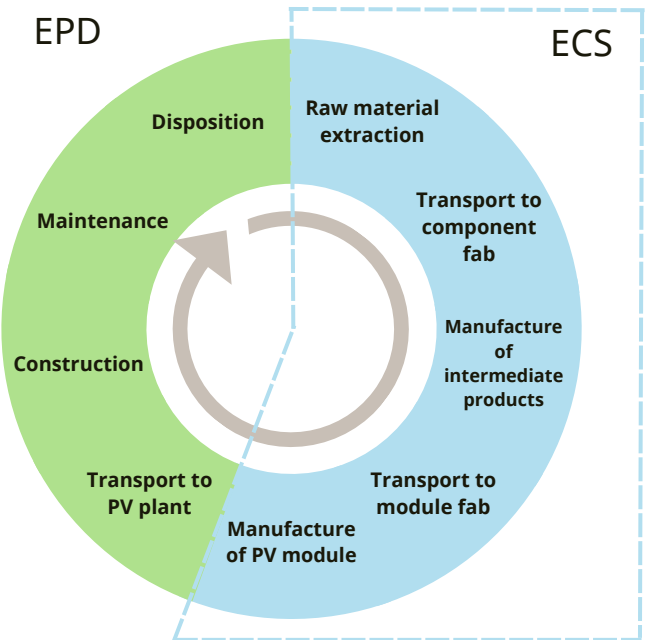 EPD
ECS
Raw material
extraction
Transport to
component
fab
Manufacture
of
intermediate
products
Transport to
module fab
Manufacture
of PV module
Transport to
PV plant
Construction
Maintenance
Disposition